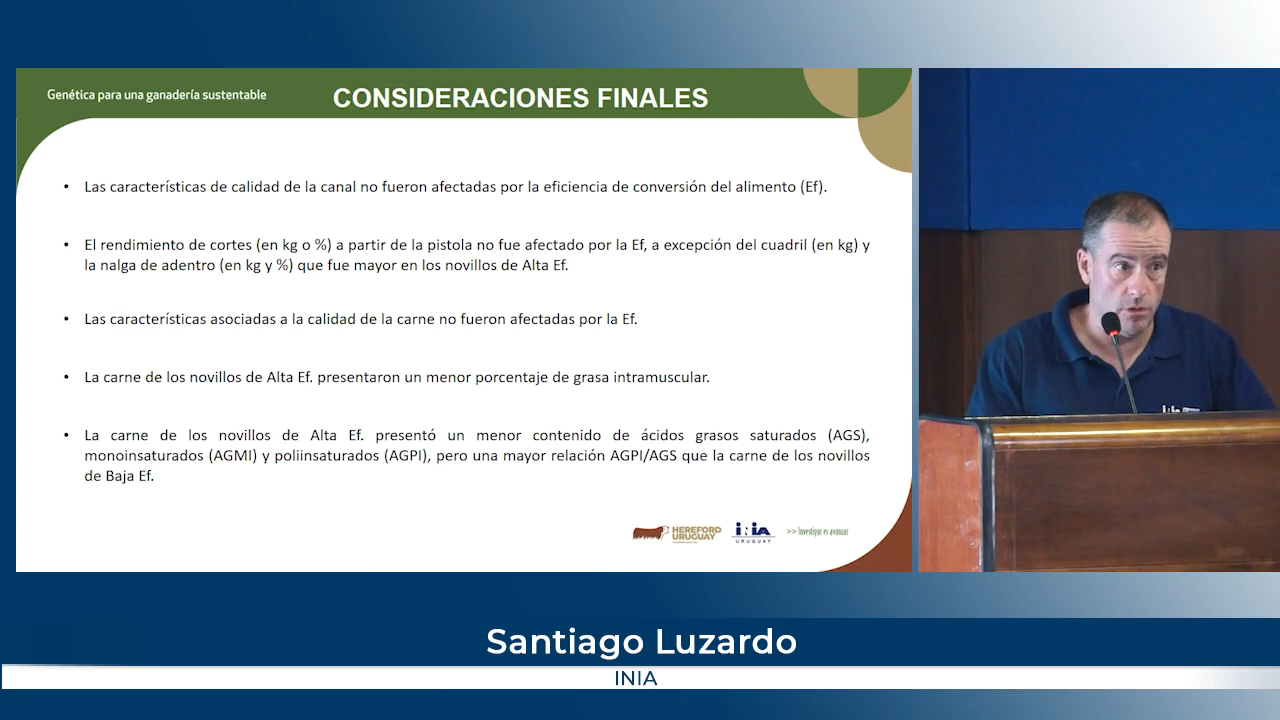 Genética para una ganadería sustentable
CONSIDERACIONES FINALES
• Las características de calidad de la canal no fueron afectadas por la eficiencia de conversión del alimento (Ef).
• El rendimiento de cortes (en kg o %) a partir de la pistola no fue afectado por la Ef, a excepción del cuadril (en kg) y
la nalga de adentro (en kg y %) que fue mayor en los novillos de Alta Ef.
• Las características asociadas a la calidad de la carne no fueron afectadas por la Ef.
• La carne de los novillos de Alta Ef. presentaron un menor porcentaje de grasa intramuscular.
• La carne de los novillos de Alta Ef. presentó un menor contenido de ácidos grasos saturados (AGS),
monoinsaturados (AGMI) y poliinsaturados (AGPI), pero una mayor relación AGPI/AGS que la carne de los novillos
de Baja Ef.
HEREFORD
URUGUAY
INIA
URUGUAY
>> Investigar es avanzar
Santiago Luzardo
INIA